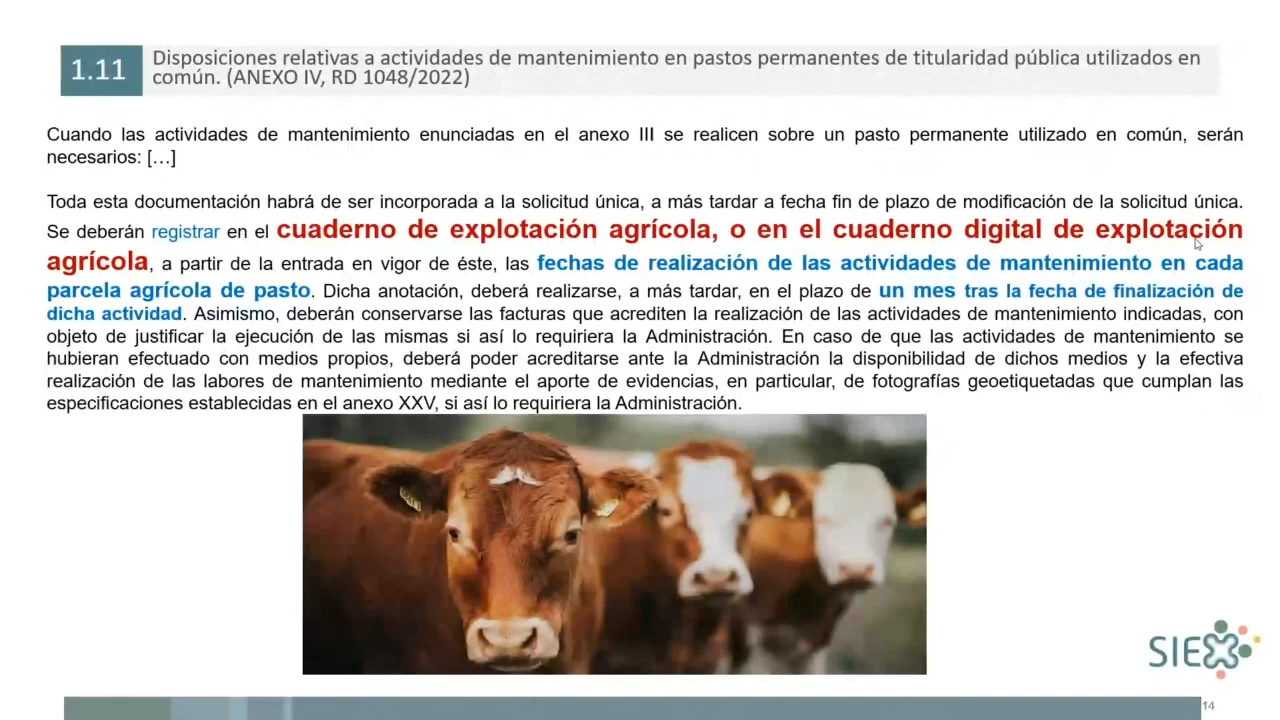 1.11
Disposiciones relativas a actividades de mantenimiento en pastos permanentes de titularidad pública utilizados en
común. (ANEXO IV, RD 1048/2022)
Cuando las actividades de mantenimiento enunciadas en el anexo III se realicen sobre un pasto permanente utilizado en común, serán
necesarios: […]
Toda esta documentación habrá de ser incorporada a la solicitud única, a más tardar a fecha fin de plazo de modificación de la solicitud única.
Se deberán registrar en el cuaderno de explotación agrícola, o en el cuaderno digital de explotación
agrícola, a partir de la entrada en vigor de éste, las fechas de realización de las actividades de mantenimiento en cada
parcela agrícola de pasto. Dicha anotación, deberá realizarse, a más tardar, en el plazo de un mes tras la fecha de finalización de
dicha actividad. Asimismo, deberán conservarse las facturas que acrediten la realización de las actividades de mantenimiento indicadas, con
objeto de justificar la ejecución de las mismas si así lo requiriera la Administración. En caso de que las actividades de mantenimiento se
hubieran efectuado con medios propios, deberá poder acreditarse ante la Administración la disponibilidad de dichos medios y la efectiva
realización de las labores de mantenimiento mediante el aporte de evidencias, en particular, de fotografías geoetiquetadas que cumplan las
especificaciones establecidas en el anexo XXV, si así lo requiriera la Administración.
SIEX
14